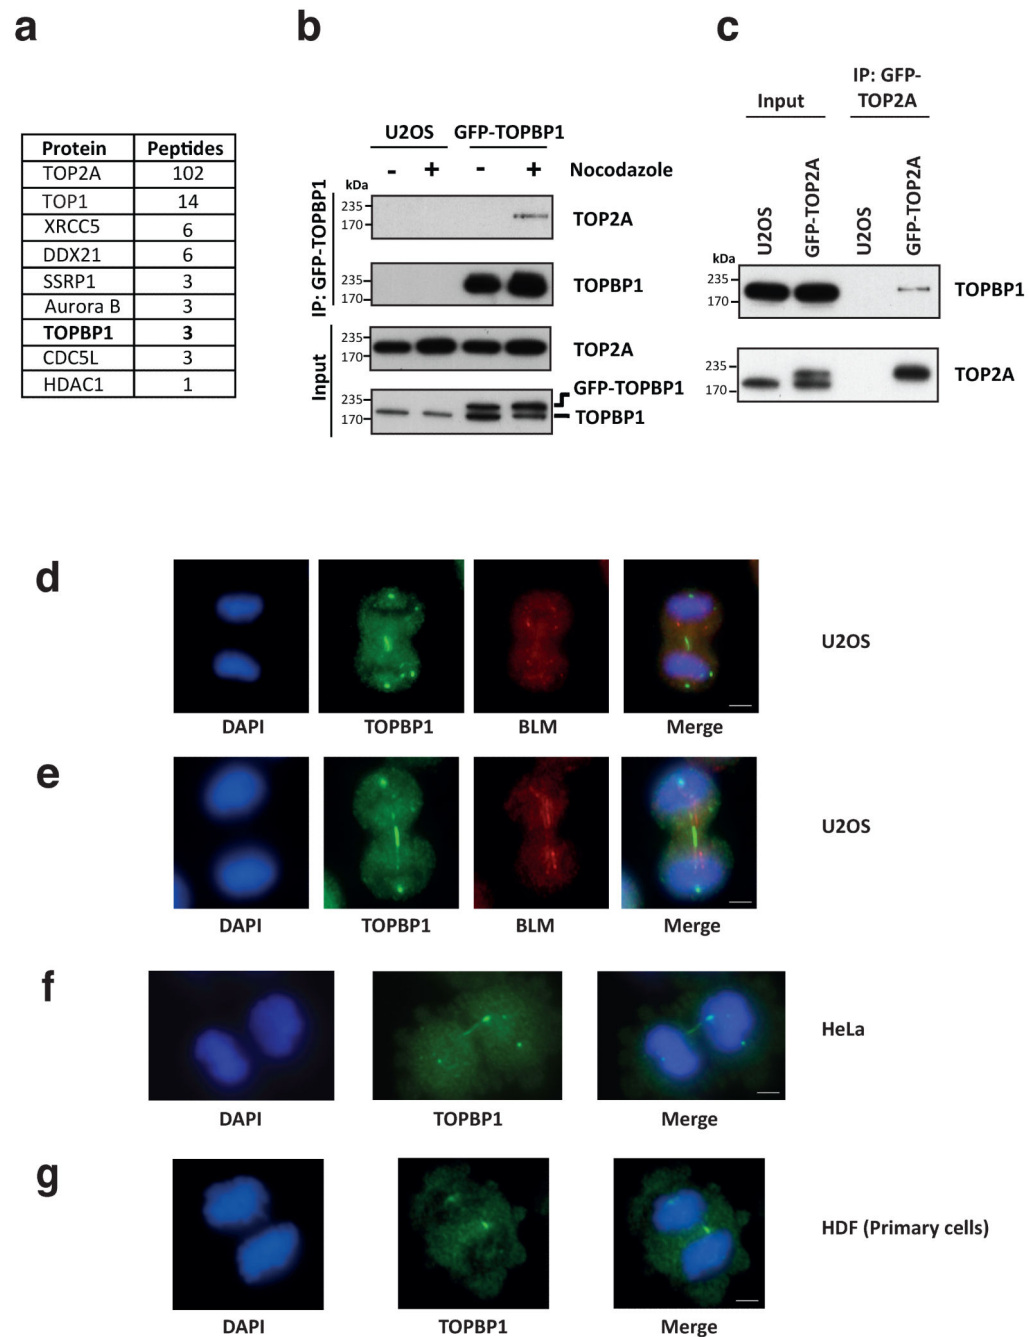 a
Protein Peptides
TOP2A 102
TOP1 14
XRCC5 6
DDX21 6
SSRP1 3
Aurora B 3
TOPBP1 3
CDC5L 3
HDAC1 1
b
U2OS GFP-TOPBP1
- + - + Nocodazole
kDa
IP: GFP-TOPBP1
235
170
TOP2A
235
170
TOPBP1
Input
235
170
TOP2A
GFP-TOPBP1
235
170
TOPBP1
c
Input
IP: GFP-
TOP2A
U2OS
GFP-TOP2A
U2OS
GFP-TOP2A
kDa
235
170
TOPBP1
235
170
TOP2A
d
U2OS
DAPI TOPBP1 BLM Merge
e
U2OS
DAPI TOPBP1 BLM Merge
f
HeLa
DAPI TOPBP1 Merge
g
HDF (Primary cells)
DAPI TOPBP1 Merge